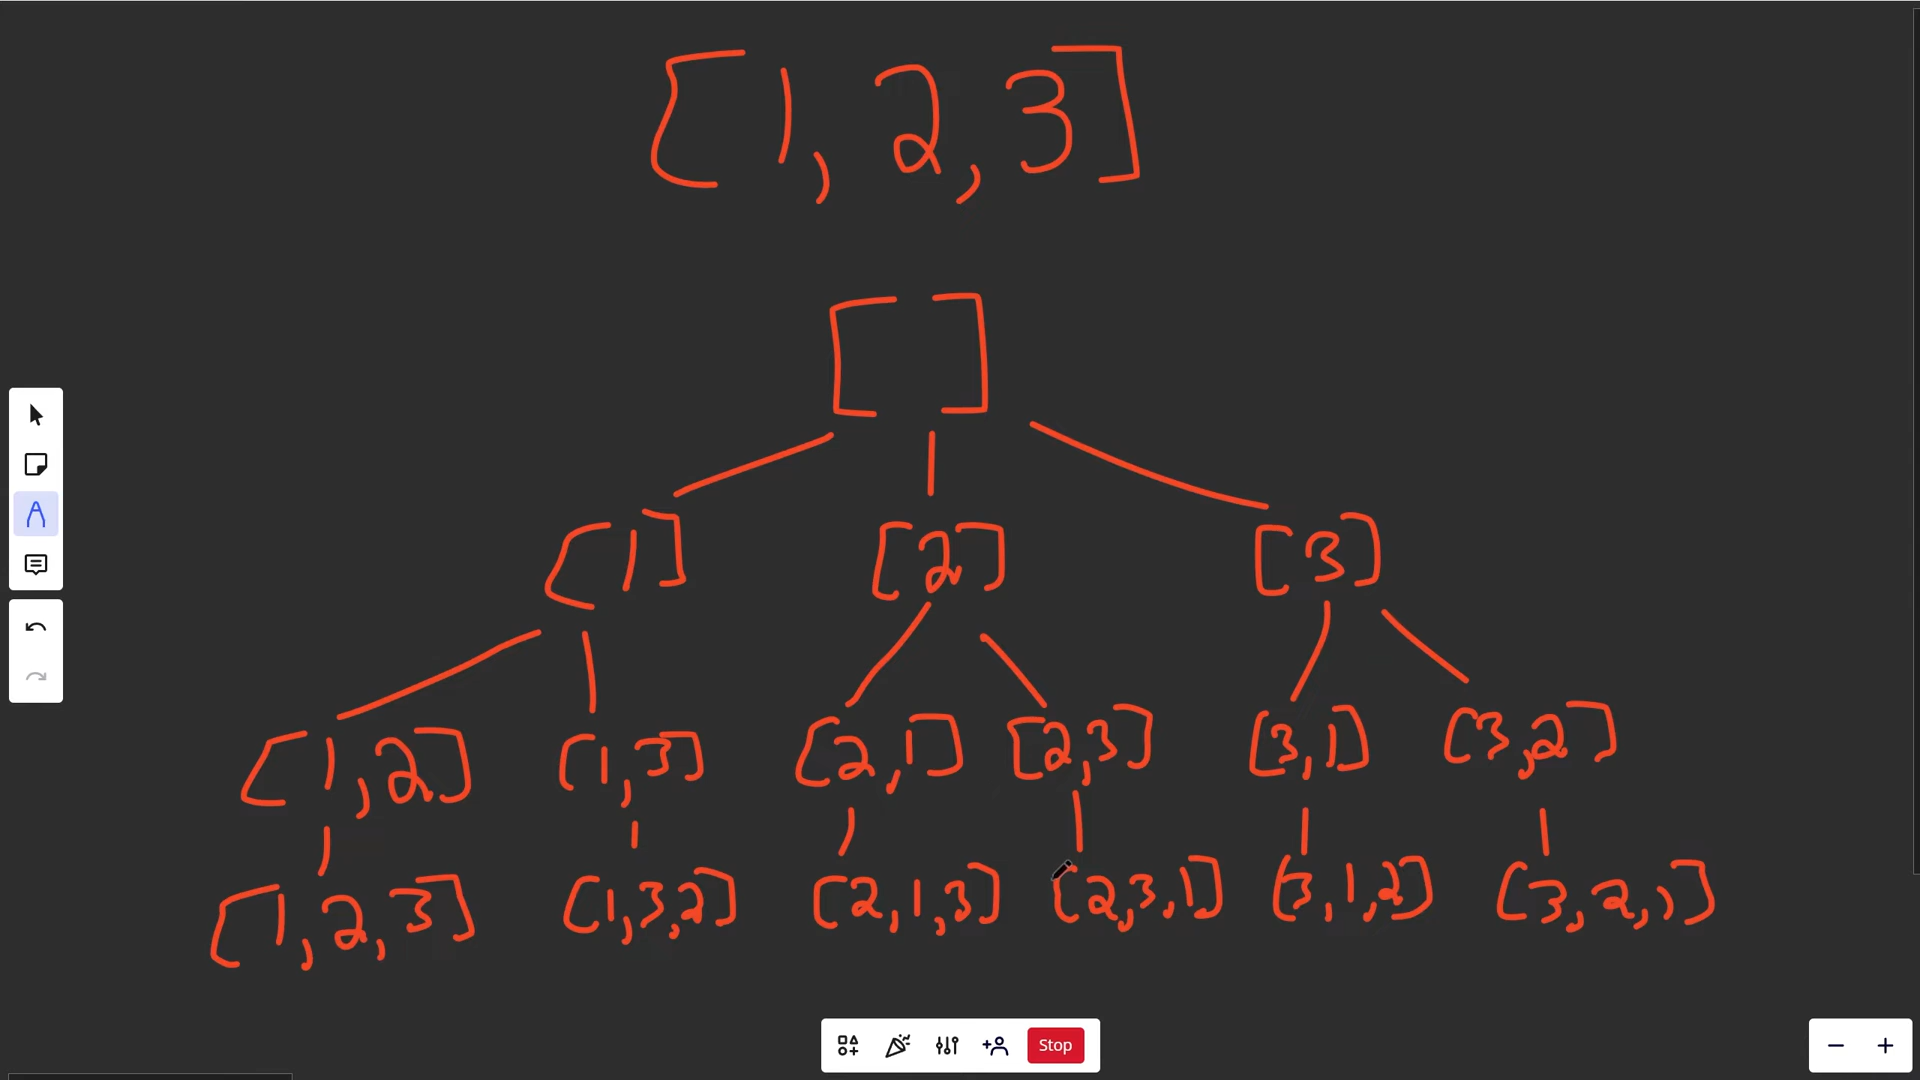 [1, 2, 3]
[ ]
[1] [2] [3]
[1,2] [1,3] [2,1] [2,3] [3,1] [3,2]
[1,2,3] [1,3,2] [2,1,3] [2,3,1] [3,1,2] [3,2,1]
Stop